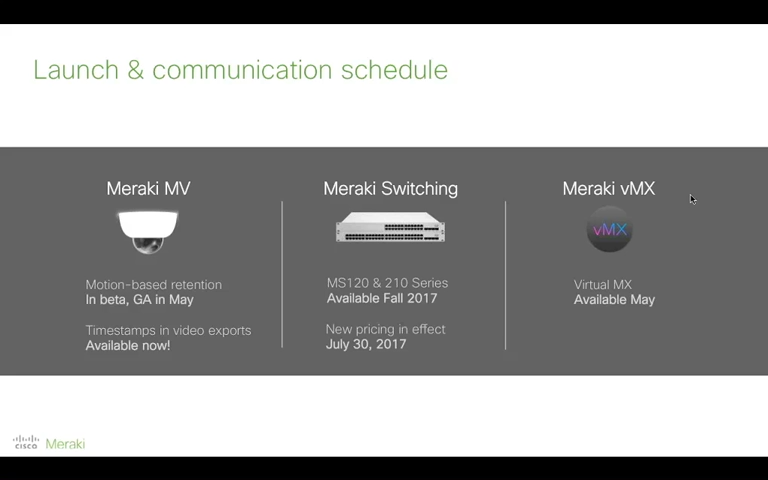 Launch & communication schedule
Meraki MV
Motion-based retention
In beta, GA in May
Timestamps in video exports
Available now!
Meraki Switching
MS120 & 210 Series
Available Fall 2017
New pricing in effect
July 30, 2017
Meraki vMX
vMX
Virtual MX
Available May
cisco Meraki